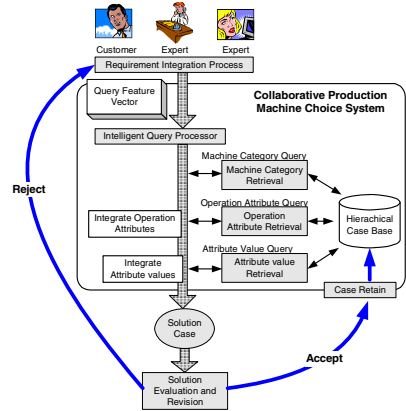 Customer
Expert
Expert
Requirement Integration Process
Query Feature
Vector
Collaborative Production
Machine Choice System
Intelligent Query Processor
Machine Category Query
Machine Category
Retrieval
Reject
Operation Attribute Query
Integrate Operation
Attributes
Operation
Attribute Retrieval
Hierachical
Case Base
Attribute Value Query
Integrate
Attribute values
Attribute value
Retrieval
Case Retain
Solution
Case
Accept
Solution
Evaluation and
Revision